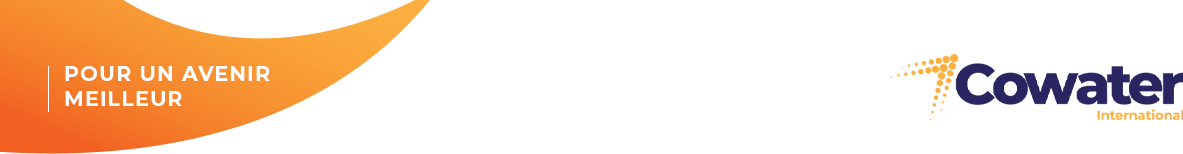 POUR UN AVENIR
MEILLEUR
Cowater
International